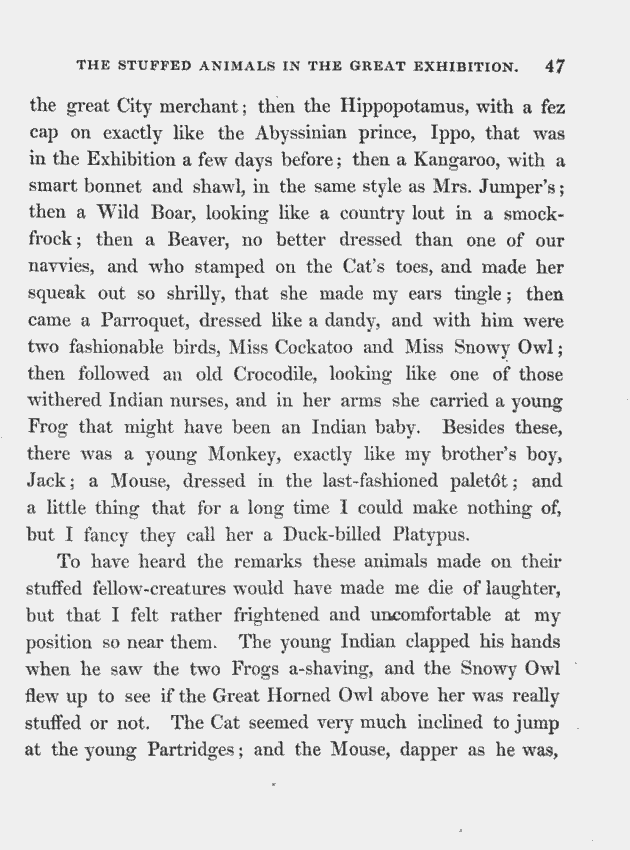 THE STUFFED ANIMALS IN THE GREAT EXHIBITION. 47
the great City merchant; then the Hippopotamus, with a fez
cap on exactly like the Abyssinian prince, Ippo, that was
in the Exhibition a few days before; then a Kangaroo, with a
smart bonnet and shawl, in the same style as Mrs. Jumper's;
then a Wild Boar, looking like a country lout in a smock-
frock; then a Beaver, no better dressed than one of our
navvies, and who stamped on the Cat's toes, and made her
squeak out so shrilly, that she made my ears tingle; then
came a Parroquet, dressed like a dandy, and with him were
two fashionable birds, Miss Cockatoo and Miss Snowy Owl;
then followed an old Crocodile, looking like one of those
withered Indian nurses, and in her arms she carried a young
Frog that might have been an Indian baby. Besides these,
there was a young Monkey, exactly like my brother's boy,
Jack; a Mouse, dressed in the last-fashioned paletôt; and
a little thing that for a long time I could make nothing of,
but I fancy they call her a Duck-billed Platypus.
To have heard the remarks these animals made on their
stuffed fellow-creatures would have made me die of laughter,
but that I felt rather frightened and uncomfortable at my
position so near them. The young Indian clapped his hands
when he saw the two Frogs a-shaving, and the Snowy Owl
flew up to see if the Great Horned Owl above her was really
stuffed or not. The Cat seemed very much inclined to jump
at the young Partridges; and the Mouse, dapper as he was,